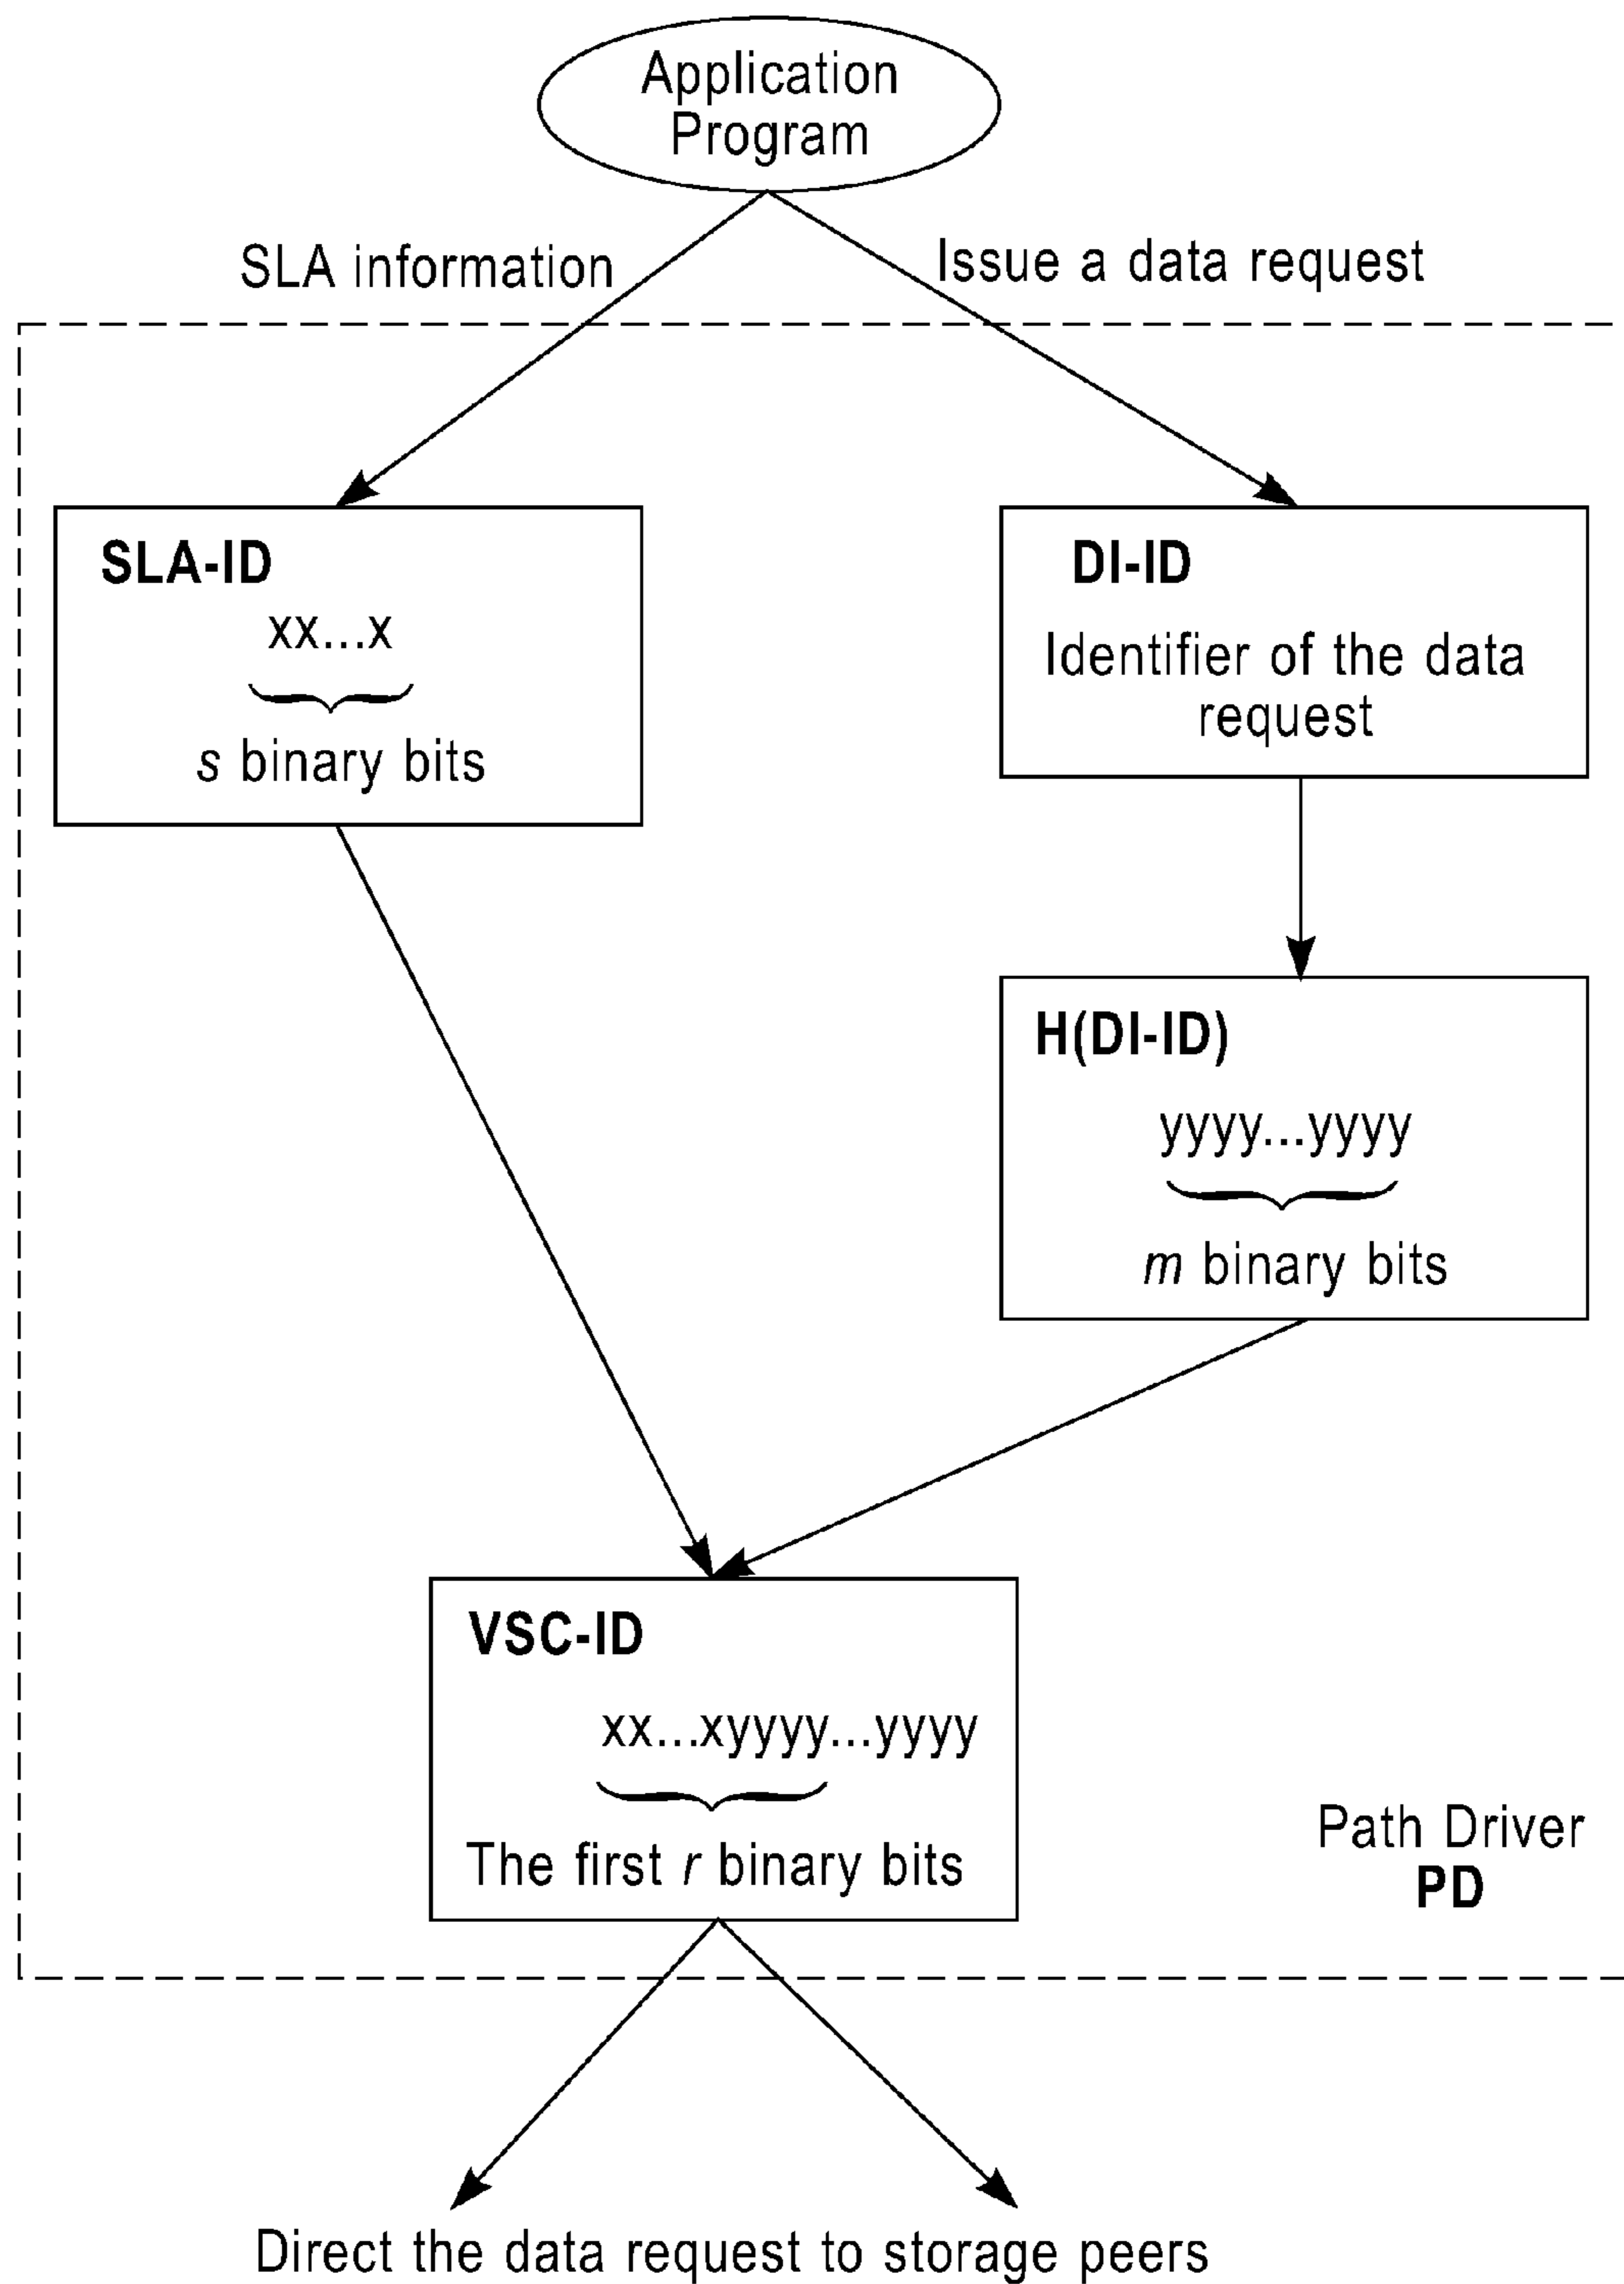 Application
Program
SLA information
Issue a data request
SLA-ID
xx...x
s binary bits
DI-ID
Identifier of the data
request
H(DI-ID)
yyyy...yyyy
m binary bits
VSC-ID
xx...xyyyy...yyyy
The first r binary bits
Path Driver
PD
Direct the data request to storage peers